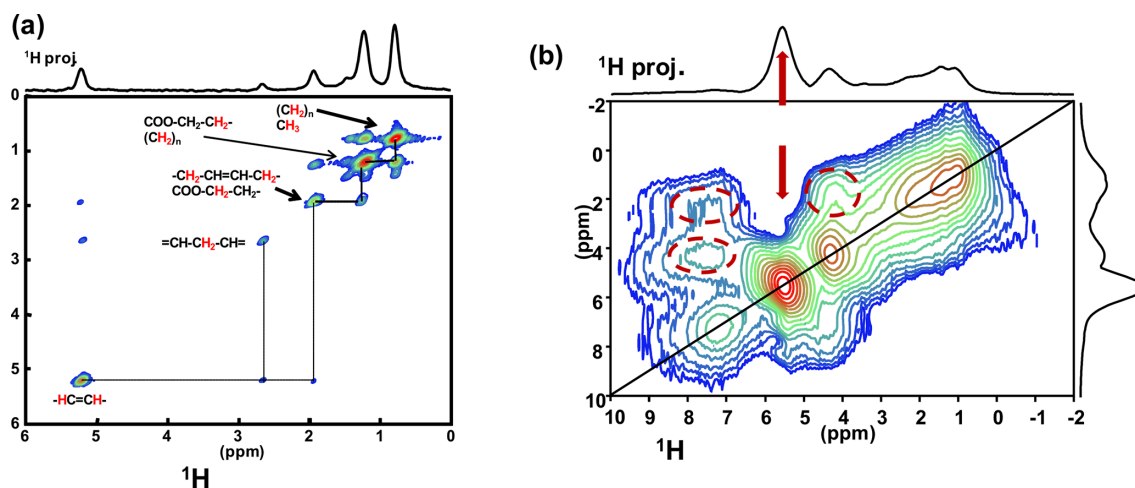 (a)
¹H proj.
0
1
2
3
4
5
6
(CH₂)ₙ
CH₃
COO-CH₂-CH₂-
(CH₂)ₙ
-CH₂-CH=CH-CH₂-
COO-CH₂-CH₂-
=CH-CH₂-CH=
-HC=CH-
6 5 4 3 2 1 0
(ppm)
¹H
(b)
¹H proj.
-2
0
2
4
6
8
10
(ppm)
10 9 8 7 6 5 4 3 2 1 0 -1 -2
(ppm)
¹H